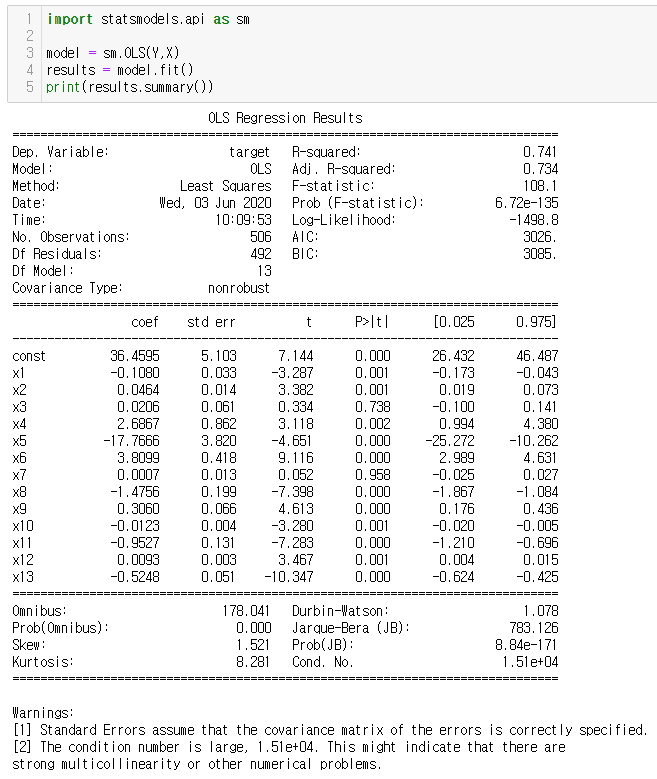 1 import statsmodels.api as sm
2
3 model = sm.OLS(Y,X)
4 results = model.fit()
5 print(results.summary())
OLS Regression Results
==============================================================================
Dep. Variable: target R-squared: 0.741
Model: OLS Adj. R-squared: 0.734
Method: Least Squares F-statistic: 108.1
Date: Wed, 03 Jun 2020 Prob (F-statistic): 6.72e-135
Time: 10:09:53 Log-Likelihood: -1498.8
No. Observations: 506 AIC: 3026.
Df Residuals: 492 BIC: 3085.
Df Model: 13
Covariance Type: nonrobust
==============================================================================
coef std err t P>|t| [0.025 0.975]
------------------------------------------------------------------------------
const 36.4595 5.103 7.144 0.000 26.432 46.487
x1 -0.1080 0.033 -3.287 0.001 -0.173 -0.043
x2 0.0464 0.014 3.382 0.001 0.019 0.073
x3 0.0206 0.061 0.334 0.738 -0.100 0.141
x4 2.6867 0.862 3.118 0.002 0.994 4.380
x5 -17.7666 3.820 -4.651 0.000 -25.272 -10.262
x6 3.8099 0.418 9.116 0.000 2.989 4.631
x7 0.0007 0.013 0.052 0.958 -0.025 0.027
x8 -1.4756 0.199 -7.398 0.000 -1.867 -1.084
x9 0.3060 0.066 4.613 0.000 0.176 0.436
x10 -0.0123 0.004 -3.280 0.001 -0.020 -0.005
x11 -0.9527 0.131 -7.283 0.000 -1.210 -0.696
x12 0.0093 0.003 3.467 0.001 0.004 0.015
x13 -0.5248 0.051 -10.347 0.000 -0.624 -0.425
==============================================================================
Omnibus: 178.041 Durbin-Watson: 1.078
Prob(Omnibus): 0.000 Jarque-Bera (JB): 783.126
Skew: 1.521 Prob(JB): 8.84e-171
Kurtosis: 8.281 Cond. No. 1.51e+04
==============================================================================
Warnings:
[1] Standard Errors assume that the covariance matrix of the errors is correctly specified.
[2] The condition number is large, 1.51e+04. This might indicate that there are
strong multicollinearity or other numerical problems.